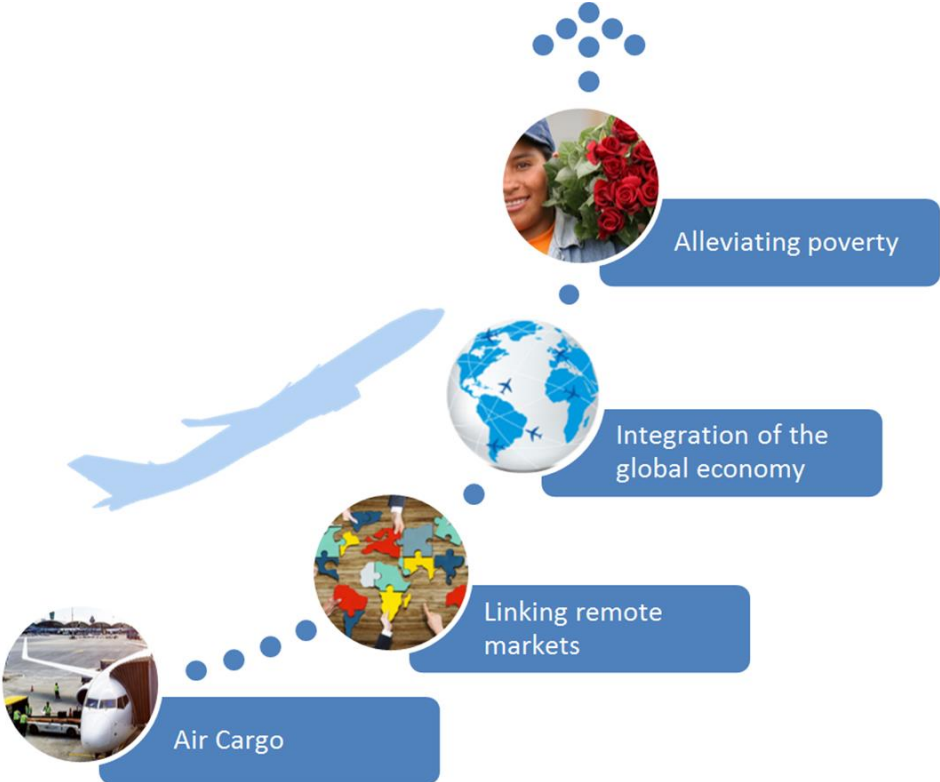 Alleviating poverty
Integration of the
global economy
Linking remote
markets
Air Cargo